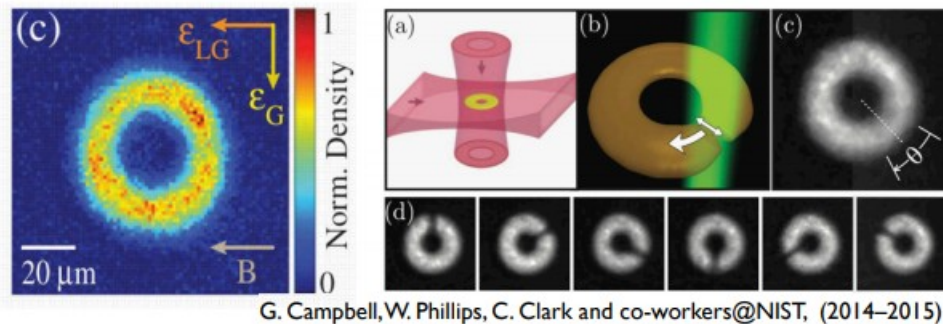 (c)
ε_LG
ε_G
20 μm
B
1
Norm. Density
0
(a)
(b)
(c)
θ
(d)
G. Campbell, W. Phillips, C. Clark and co-workers@NIST, (2014–2015)